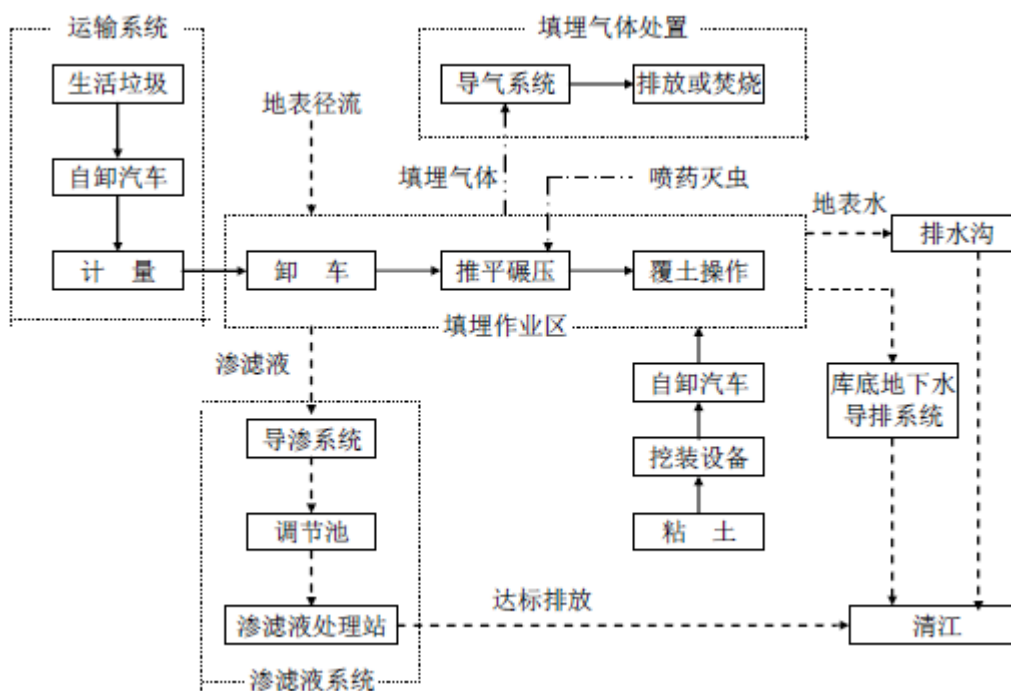 运输系统
生活垃圾
自卸汽车
计 量
地表径流
填埋气体处置
导气系统
排放或焚烧
填埋气体
喷药灭虫
地表水
排水沟
卸 车
推平碾压
覆土操作
填埋作业区
渗滤液
自卸汽车
库底地下水
导排系统
导渗系统
挖装设备
调节池
粘 土
达标排放
渗滤液处理站
清江
渗滤液系统